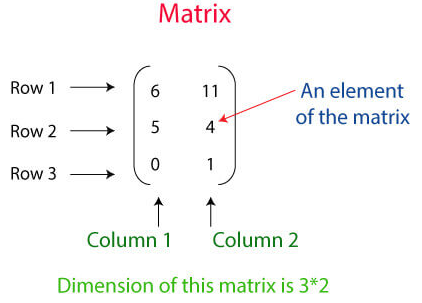 Matrix
Row 1 6 11
An element
of the matrix
Row 2 5 4
Row 3 0 1
Column 1 Column 2
Dimension of this matrix is 3*2